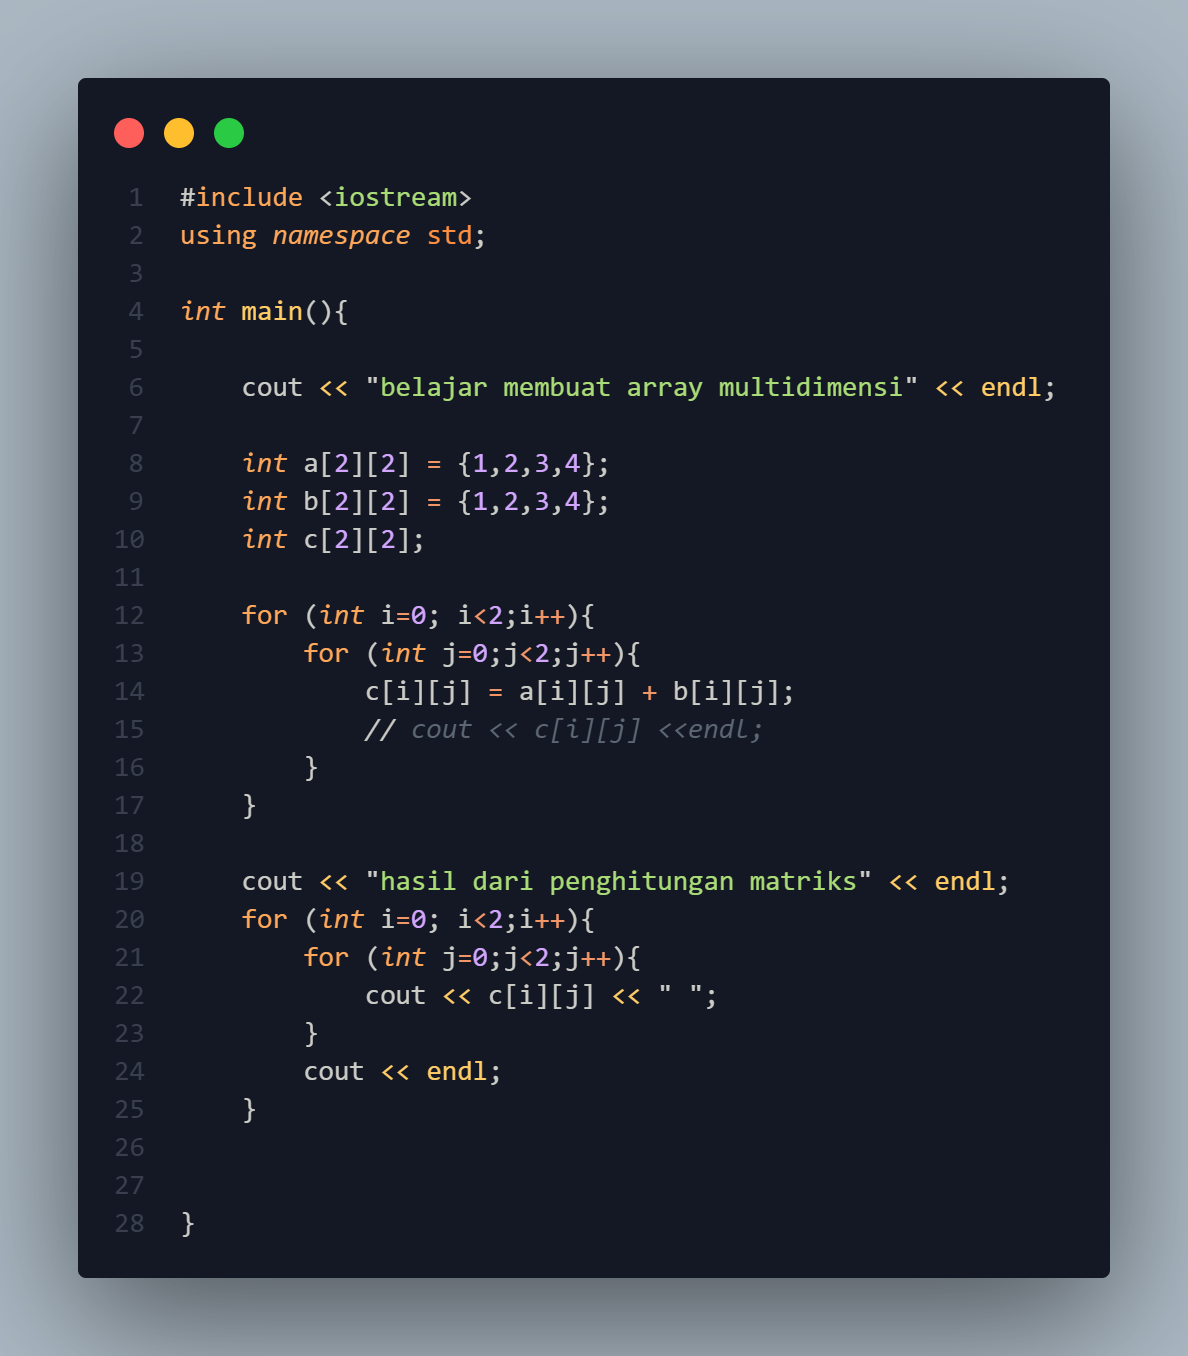 1 #include <iostream>
2 using namespace std;
3
4 int main(){
5
6     cout << "belajar membuat array multidimensi" << endl;
7
8     int a[2][2] = {1,2,3,4};
9     int b[2][2] = {1,2,3,4};
10     int c[2][2];
11
12     for (int i=0; i<2;i++){
13         for (int j=0;j<2;j++){
14             c[i][j] = a[i][j] + b[i][j];
15             // cout << c[i][j] <<endl;
16         }
17     }
18
19     cout << "hasil dari penghitungan matriks" << endl;
20     for (int i=0; i<2;i++){
21         for (int j=0;j<2;j++){
22             cout << c[i][j] << " ";
23         }
24         cout << endl;
25     }
26
27
28 }